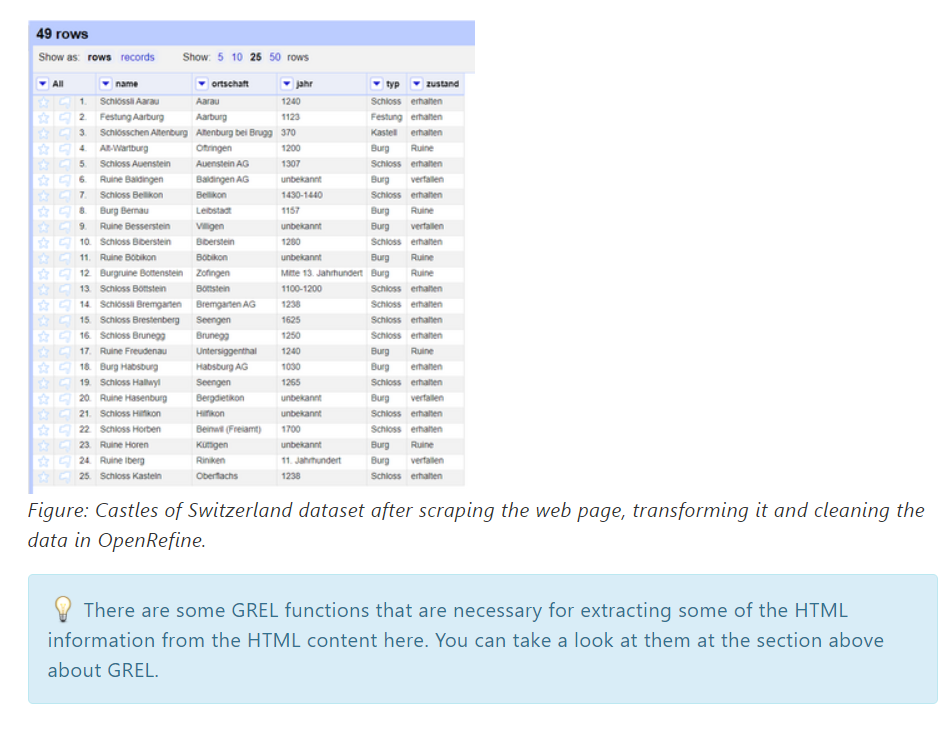 49 rows
Show as: rows records Show: 5 10 25 50 rows
All name ortschaft jahr typ zustand
1. Schlössli Aarau Aarau 1240 Schloss erhalten
2. Festung Aarburg Aarburg 1123 Festung erhalten
3. Schlösschen Altenburg Altenburg bei Brugg 370 Kastell erhalten
4. Alt-Wartburg Oftringen 1200 Burg Ruine
5. Schloss Auenstein Auenstein AG 1307 Schloss erhalten
6. Ruine Baldingen Baldingen AG unbekannt Burg verfallen
7. Schloss Bellikon Bellikon 1430-1440 Schloss erhalten
8. Burg Bernau Leibstadt 1157 Burg Ruine
9. Ruine Besserstein Villigen unbekannt Burg verfallen
10. Schloss Biberstein Biberstein 1280 Schloss erhalten
11. Ruine Böbikon Böbikon unbekannt Burg Ruine
12. Burgruine Bottenstein Zofingen Mitte 13. Jahrhundert Burg Ruine
13. Schloss Böttstein Böttstein 1100-1200 Schloss erhalten
14. Schlössli Bremgarten Bremgarten AG 1238 Schloss erhalten
15. Schloss Brestenberg Seengen 1625 Schloss erhalten
16. Schloss Brunegg Brunegg 1250 Schloss erhalten
17. Ruine Freudenau Untersiggenthal 1240 Burg Ruine
18. Burg Habsburg Habsburg AG 1030 Burg erhalten
19. Schloss Hallwyl Seengen 1265 Schloss erhalten
20. Ruine Hasenburg Bergdietikon unbekannt Burg verfallen
21. Schloss Hilfikon Hilfikon unbekannt Schloss erhalten
22. Schloss Horben Beinwil (Freiamt) 1700 Schloss erhalten
23. Ruine Horen Küttigen unbekannt Burg Ruine
24. Ruine Iberg Riniken 11. Jahrhundert Burg verfallen
25. Schloss Kasteln Oberflachs 1238 Schloss erhalten
Figure: Castles of Switzerland dataset after scraping the web page, transforming it and cleaning the
data in OpenRefine.
There are some GREL functions that are necessary for extracting some of the HTML
information from the HTML content here. You can take a look at them at the section above
about GREL.